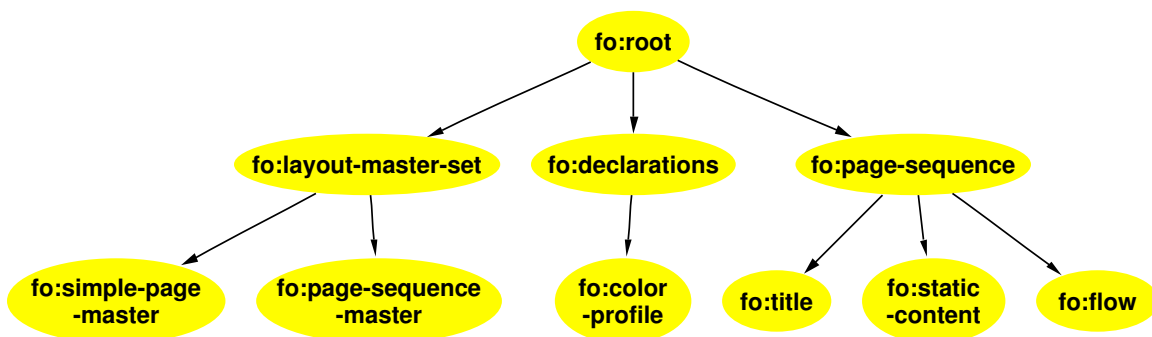 fo:root
fo:layout-master-set
fo:declarations
fo:page-sequence
fo:simple-page
-master
fo:page-sequence
-master
fo:color
-profile
fo:title
fo:static
-content
fo:flow